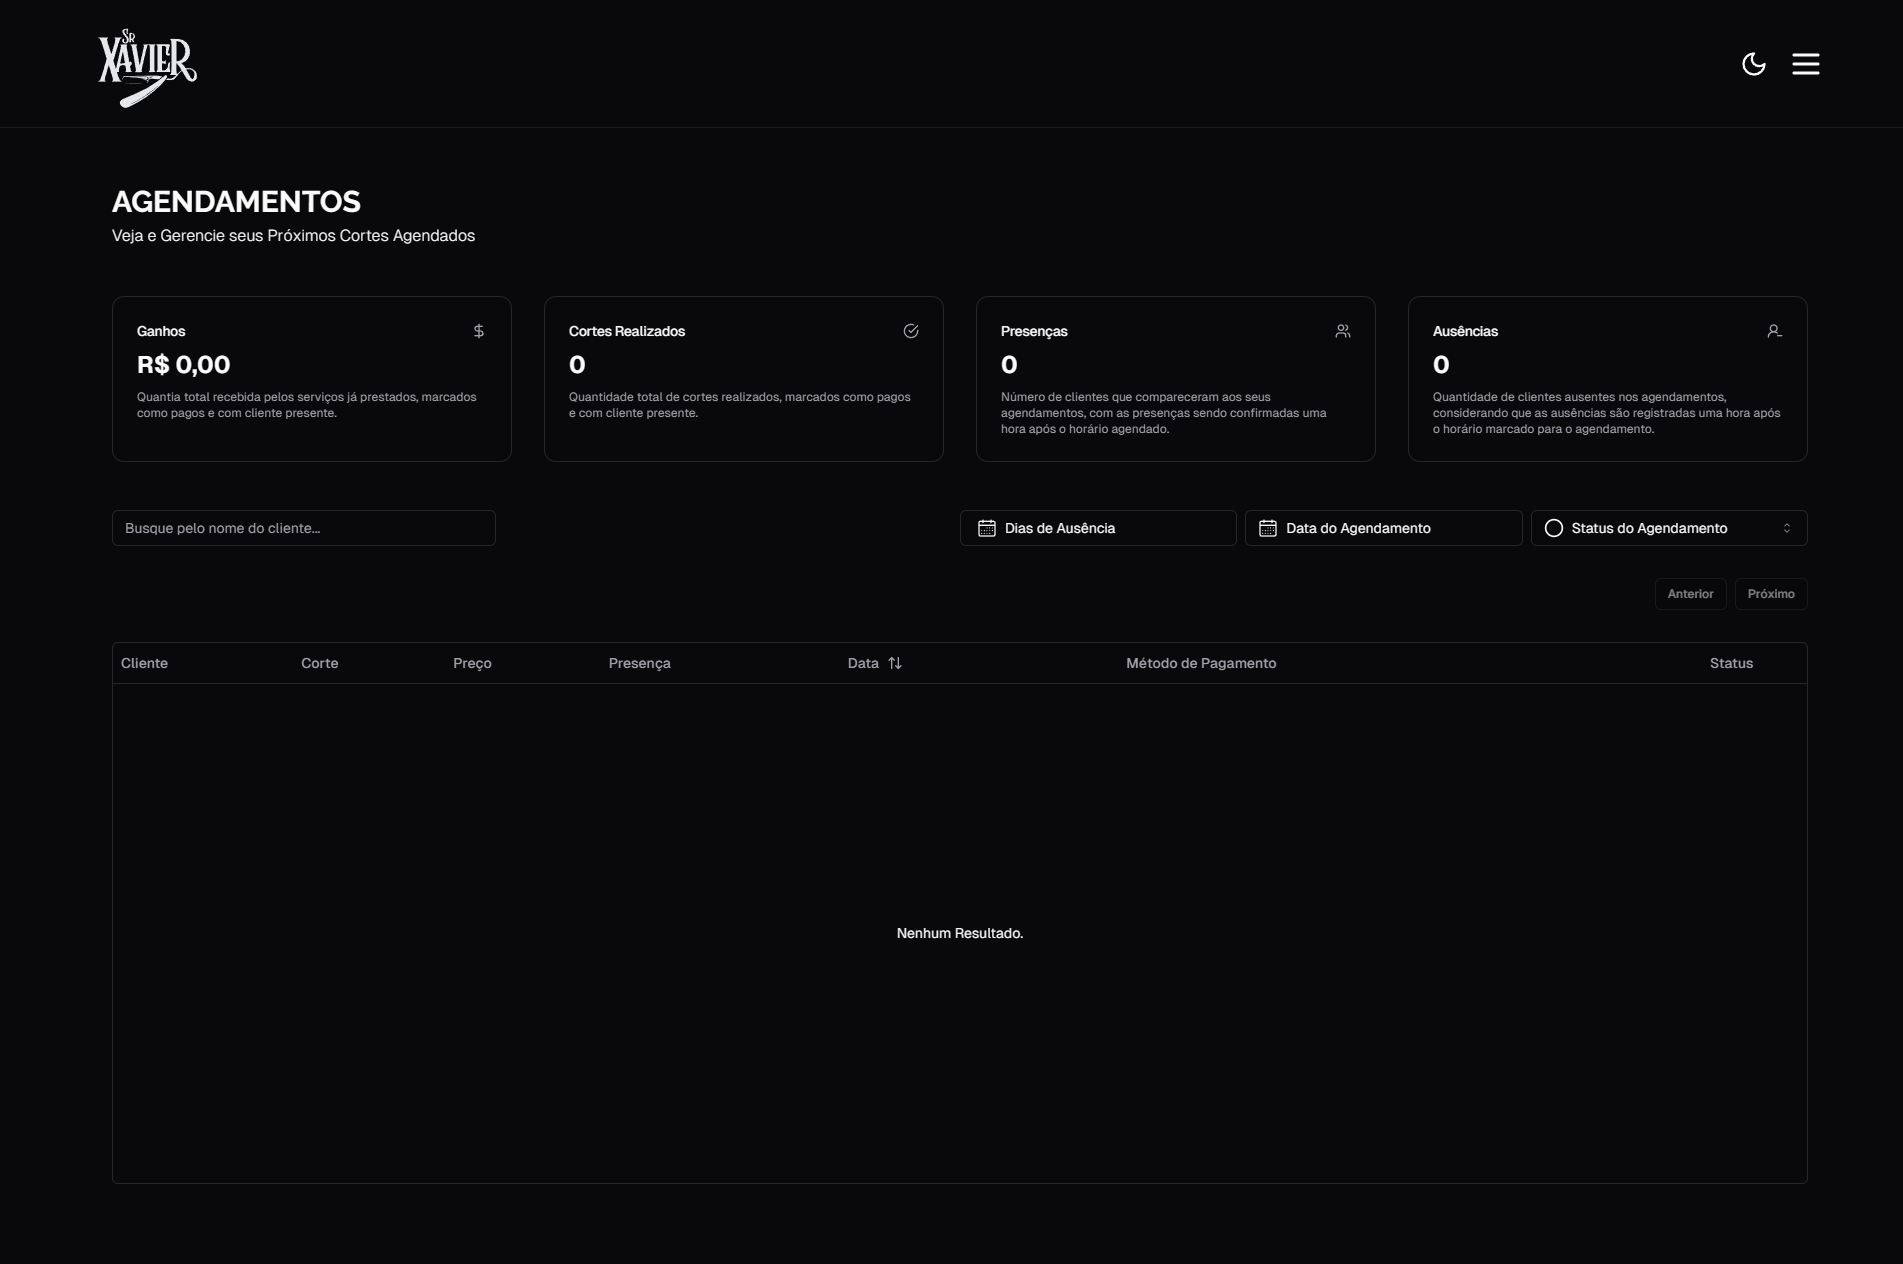 SR
XAVIER
AGENDAMENTOS
Veja e Gerencie seus Próximos Cortes Agendados
Ganhos
R$ 0,00
Quantia total recebida pelos serviços já prestados, marcados
como pagos e com cliente presente.
Cortes Realizados
0
Quantidade total de cortes realizados, marcados como pagos
e com cliente presente.
Presenças
0
Número de clientes que compareceram aos seus
agendamentos, com as presenças sendo confirmadas uma
hora após o horário agendado.
Ausências
0
Quantidade de clientes ausentes nos agendamentos,
considerando que as ausências são registradas uma hora após
o horário marcado para o agendamento.
Busque pelo nome do cliente...
Dias de Ausência
Data do Agendamento
Status do Agendamento
Anterior
Próximo
Cliente
Corte
Preço
Presença
Data
Método de Pagamento
Status
Nenhum Resultado.